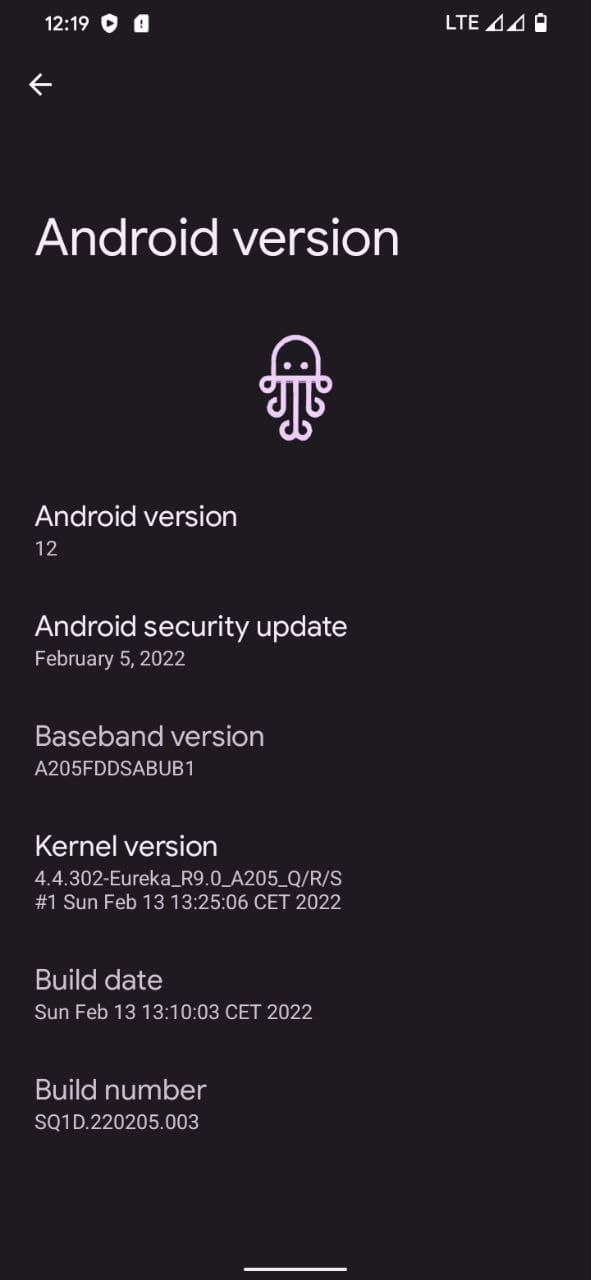 12:19
LTE
Android version
Android version
12
Android security update
February 5, 2022
Baseband version
A205FDDSABUB1
Kernel version
4.4.302-Eureka_R9.0_A205_Q/R/S
#1 Sun Feb 13 13:25:06 CET 2022
Build date
Sun Feb 13 13:10:03 CET 2022
Build number
SQ1D.220205.003